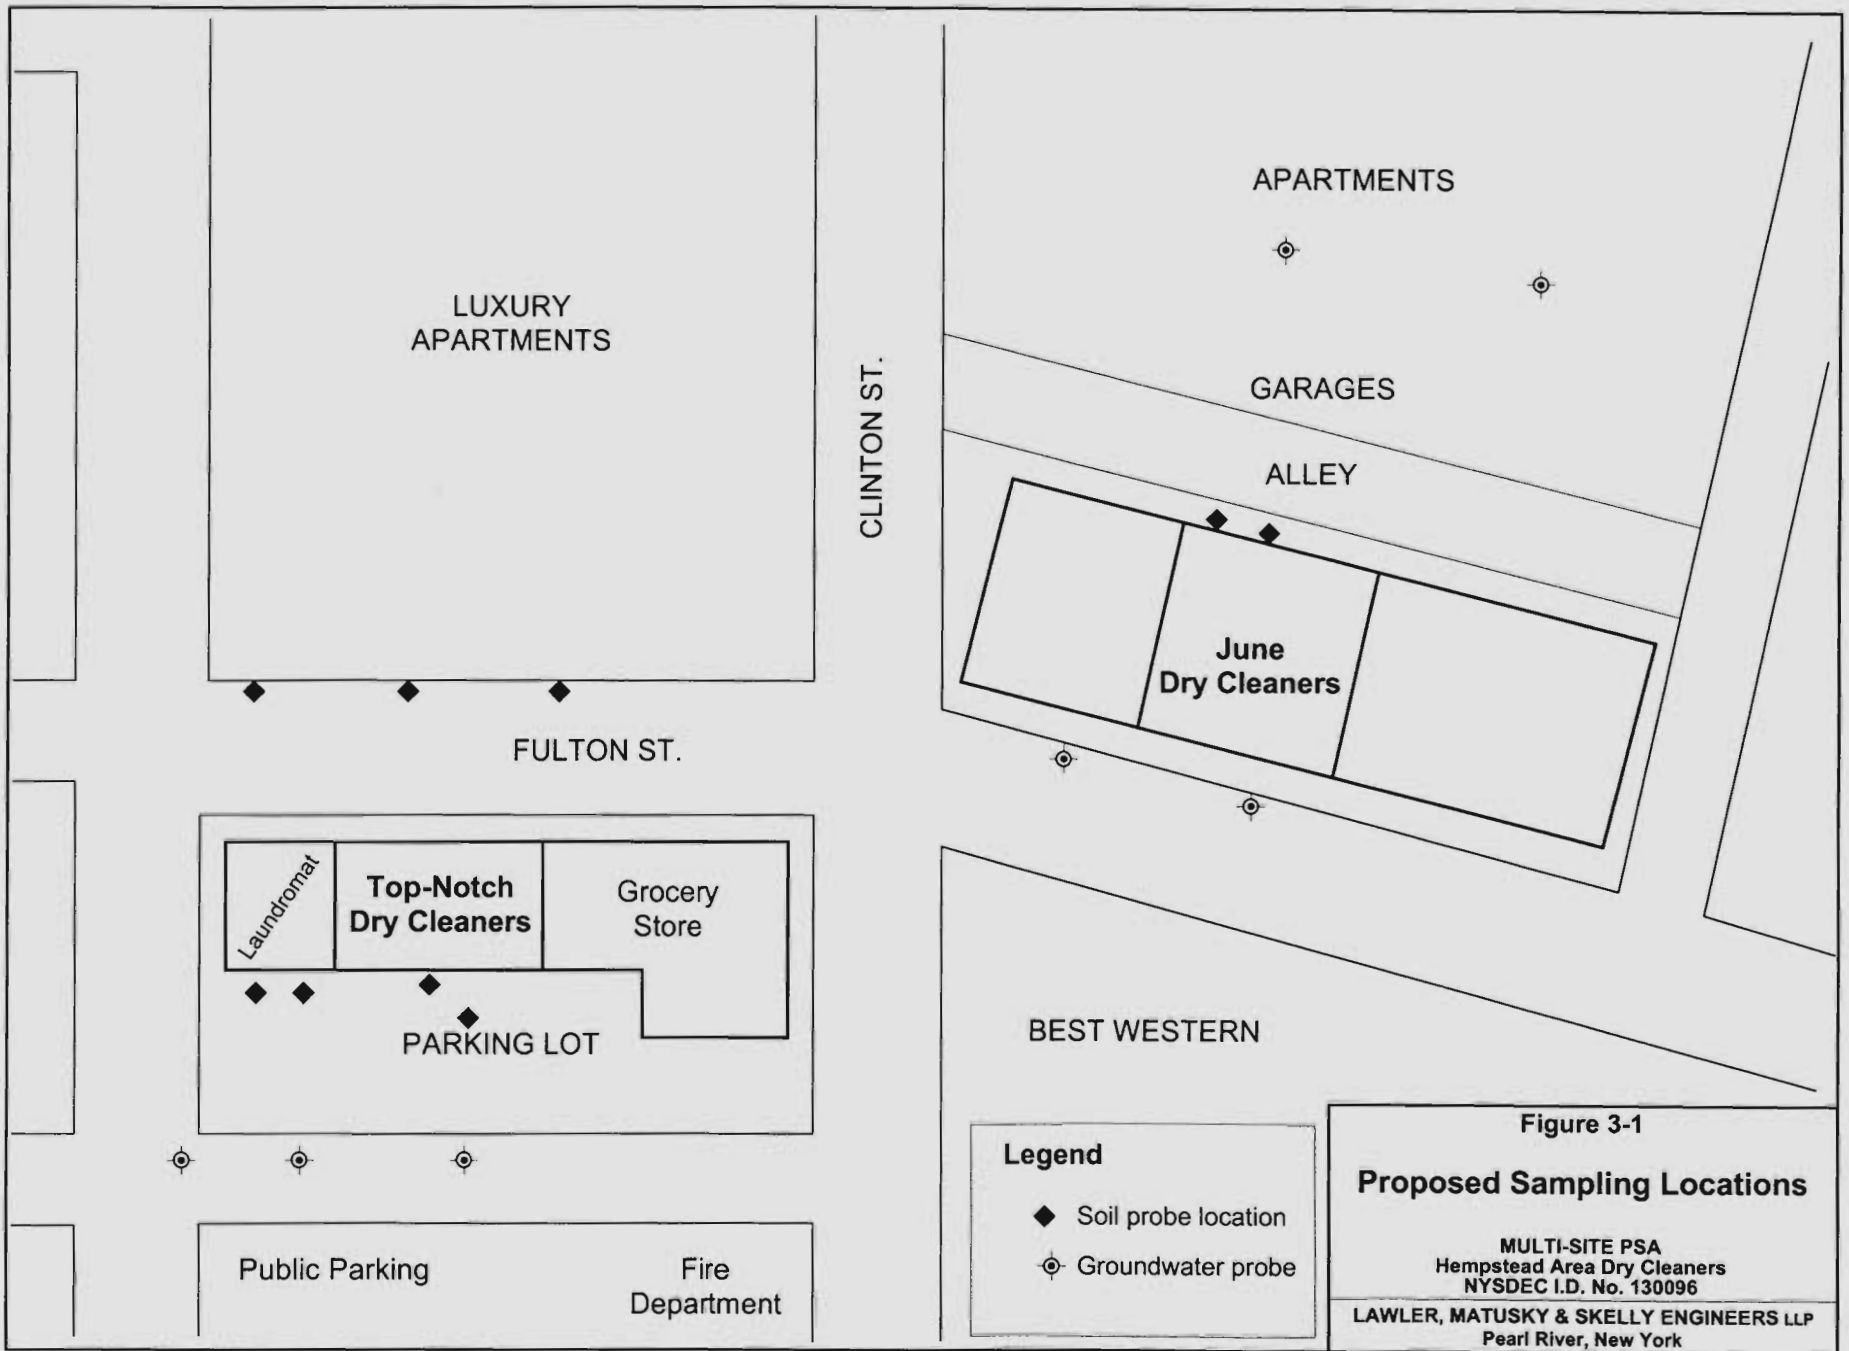 APARTMENTS
LUXURY
APARTMENTS
CLINTON ST.
GARAGES
ALLEY
June
Dry Cleaners
FULTON ST.
Laundromat
Top-Notch
Dry Cleaners
Grocery
Store
PARKING LOT
BEST WESTERN
Public Parking
Fire
Department
Legend
Soil probe location
Groundwater probe
Figure 3-1
Proposed Sampling Locations
MULTI-SITE PSA
Hempstead Area Dry Cleaners
NYSDEC I.D. No. 130096
LAWLER, MATUSKY & SKELLY ENGINEERS LLP
Pearl River, New York